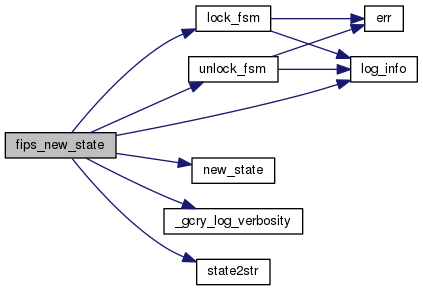 lock_fsm
err
unlock_fsm
log_info
fips_new_state
new_state
_gcry_log_verbosity
state2str